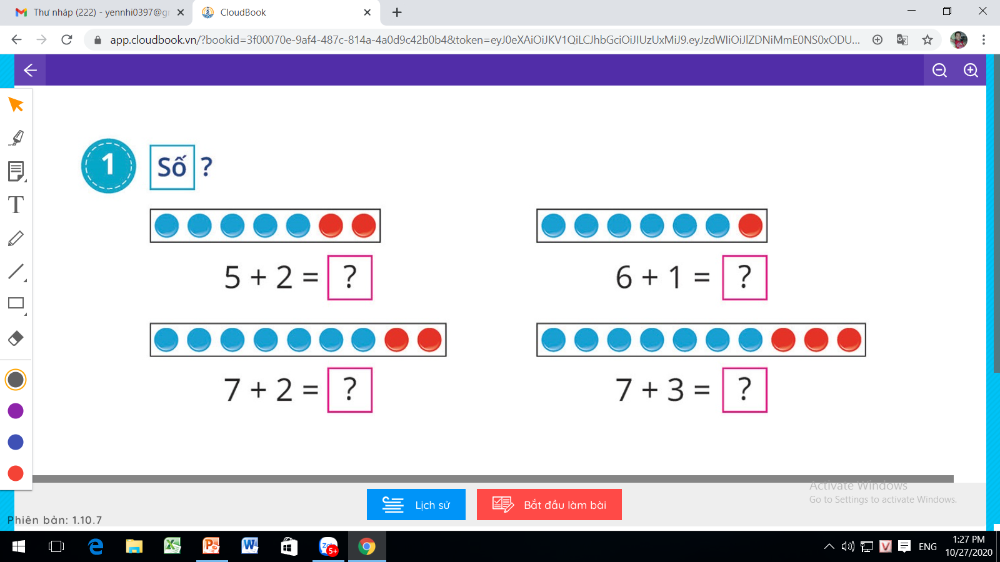 Thư nháp (222) - yennhi0397@g
CloudBook
app.cloudbook.vn/?bookid=3f00070e-9af4-487c-814a-4a0d9c42b0b4&token=eyJ0eXAiOiJKV1QiLCJhbGciOiJIUzUxMiJ9.eyJzdWIiOiJlZDNiMmE0NS0xODU...
1 Số ?
5 + 2 = ?
6 + 1 = ?
7 + 2 = ?
7 + 3 = ?
T
Lịch sử
Bắt đầu làm bài
Activate Windows
Go to Settings to activate Windows.
Phiên bản: 1.10.7
5+
ENG
1:27 PM
10/27/2020